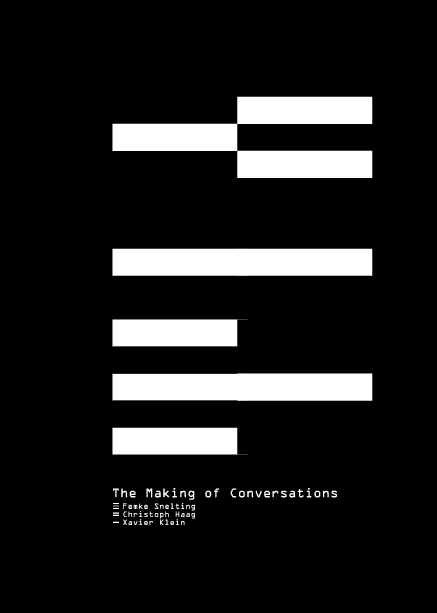 The Making of Conversations
Femke Snelting
Christoph Haag
Xavier Klein